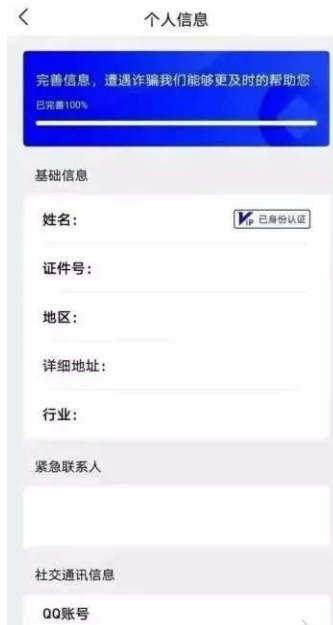 个人信息
完善信息，遭遇诈骗我们能够更及时的帮助您
已完善100%
基础信息
姓名：
VIP 已身份认证
证件号：
地区：
详细地址：
行业：
紧急联系人
社交通讯信息
QQ账号